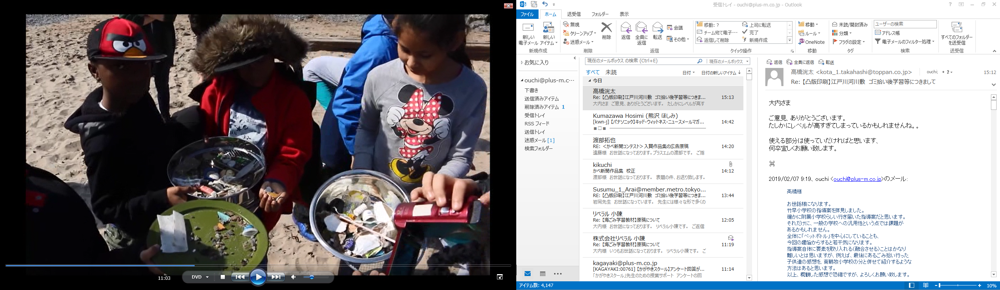 11:03
DVD
受信トレイ - ouchi@plus-m.co.jp - Outlook
ファイル
ホーム
送受信
フォルダー
表示
新しい
電子メール
新しい
アイテム
新規作成
無視
クリーンアップ
迷惑メール
削除
削除
返信
全員に
返信
転送
会議
その他
返信
移動: ?
チーム宛て電子…
返信して削除
上司に転送
完了
新規作成
クイック操作
移動
ルール
OneNote
移動
未読/開封済み
分類
フラグの設定
タグ
ユーザーの検索
アドレス帳
電子メールのフィルター処理
検索
すべてのフォルダー
を送受信
送受信
お気に入り
ouchi@plus-m.c…
下書き
送信済みアイテム
削除済みアイテム 1
受信トレイ
RSS フィード
送信トレイ
迷惑メール [1]
検索フォルダー
現在のメールボックス の検索 (Ctrl+E)
現在のメールボックス
すべて 未読
日付
日付の新しいアイテム ↓
今日
高橋洸太
Re: 【凸版印刷】江戸川河川敷 ゴミ拾い後学習等につきま... 15:13
大内さま ご意見、ありがとうございます。 たしかにレベルが高す
Kumazawa Hosimi (熊沢 ほしみ)
[kwn-j] 【パナソニック】キッド・ウィットネス・ニュースメールマガ... 14:42
■□■
渡部拓也
RE: <かべ新聞コンテスト> 入賞作品集の広告原稿 14:20
遠藤様 お世話になっております。プラスエムの渡部です。 ご指
kikuchi
かべ新聞作品集 校正 14:12
渡部様 お世話になっております。 表題の件、お送り致します。
Susumu_1_Arai@member.metro.tokyo...
RE: 【凸版印刷】江戸川河川敷 ゴミ拾い後学習等につきま... 13:44
岩岡先生 お世話になっています。 先生には様々な形で多くの
リベラル 小陳
Re: 【海ごみ学習教材】原稿について 12:05
大内様 お世話になっております。 リベラル小陳です。 ご返信
株式会社リベラル 小陳
Re: 【海ごみ学習教材】原稿について 11:19
大内様 いつもお世話になっております。 リベラル小陳です。 ご
kagayaki@plus-m.co.jp
[KAGAYAKI:00761] 【かがやきスクール】アンケート回答が... 11:14
「かがやきスクール」先生のための授業サポート アンケートの回
返信 全員に返信 転送
高橋洸太 <kota_1.takahashi@toppan.co.jp>
ouchi; + 2
15:12
Re: 【凸版印刷】江戸川河川敷 ゴミ拾い後学習等につきまして
大内さま
ご意見、ありがとうございます。
たしかにレベルが高すぎてしまっているかもしれませんね。。
使える部分は使っていだければと思います、
何卒宜しくお願い致します。
⌘
2019/02/07 9:19、ouchi <ouchi@plus-m.co.jp>のメール:
高橋様
お世話様になります。
竹早小学校の指導案を拝見しました。
確かに附属小学校らしい行き届いた指導案だと思います。
それだけに、一般の学校への汎用性という点では課題が
あるかもしれません。
全体に「ペットボトル」を中心にしていることも、
今回の趣旨からすると若干気になります。
指導案自体に要素を取り入れる（融合させる）ことはかなり
難しいとは思いますが、例えば、最後にあるごみ拾い行った
子供達の感想を、南鶴牧小学校の分と併せて紹介するような
方法はあると思います。
以上、概観した感想で恐縮ですが、よろしくお願い致します。
アイテム数: 4,147
10%